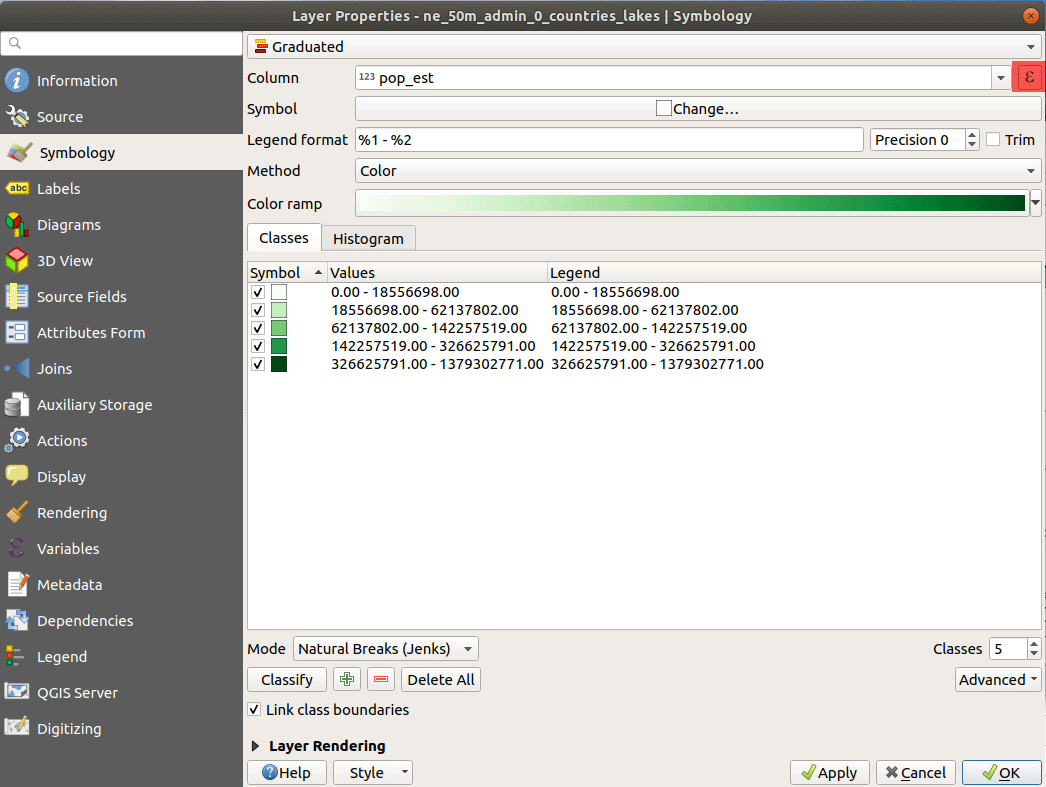 Layer Properties - ne_50m_admin_0_countries_lakes | Symbology
Information
Source
Symbology
Labels
Diagrams
3D View
Source Fields
Attributes Form
Joins
Auxiliary Storage
Actions
Display
Rendering
Variables
Metadata
Dependencies
Legend
QGIS Server
Digitizing
Graduated
Column 123 pop_est ε
Symbol Change…
Legend format %1 - %2 Precision 0 Trim
Method Color
Color ramp
Classes Histogram
Symbol Values Legend
0.00 - 18556698.00 0.00 - 18556698.00
18556698.00 - 62137802.00 18556698.00 - 62137802.00
62137802.00 - 142257519.00 62137802.00 - 142257519.00
142257519.00 - 326625791.00 142257519.00 - 326625791.00
326625791.00 - 1379302771.00 326625791.00 - 1379302771.00
Mode Natural Breaks (Jenks) Classes 5
Classify Delete All Advanced
Link class boundaries
Layer Rendering
Help Style Apply Cancel OK